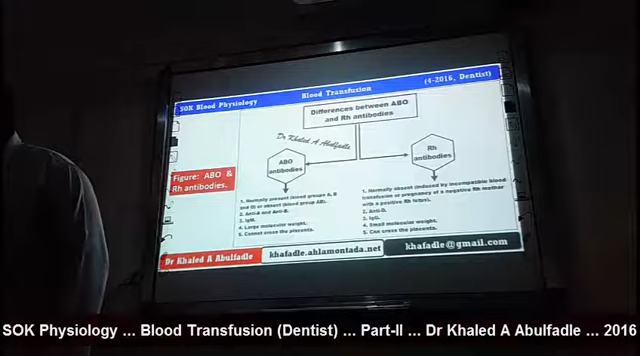 SOK Blood Physiology
Blood Transfusion
(4-2016, Dentist)
Differences between ABO
and Rh antibodies
Dr Khaled A Abulfadle
ABO
antibodies
Rh
antibodies
Figure: ABO &
Rh antibodies.
1. Normally present (blood groups A, B
and O) or absent (blood group AB).
2. Anti-A and Anti-B.
3. IgM.
4. Large molecular weight.
5. Cannot cross the placenta.
1. Normally absent (induced by incompatible blood
transfusion or pregnancy of a negative Rh mother
with a positive Rh fetus).
2. Anti-D.
3. IgG.
4. Small molecular weight.
5. Can cross the placenta.
Dr Khaled A Abulfadle
khafadle.ahlamontada.net
khafadle@gmail.com
SOK Physiology ... Blood Transfusion (Dentist) ... Part-II ... Dr Khaled A Abulfadle ... 2016